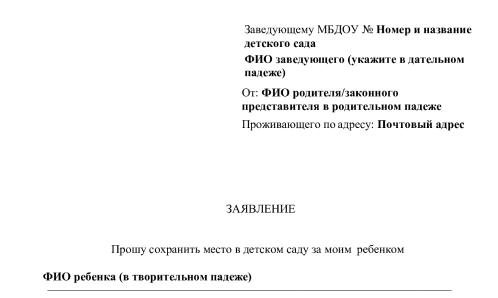 Заведующему МБДОУ № Номер и название
детского сада
ФИО заведующего (укажите в дательном
падеже)
От: ФИО родителя/законного
представителя в родительном падеже
Проживающего по адресу: Почтовый адрес
ЗАЯВЛЕНИЕ
Прошу сохранить место в детском саду за моим ребенком
ФИО ребенка (в творительном падеже)